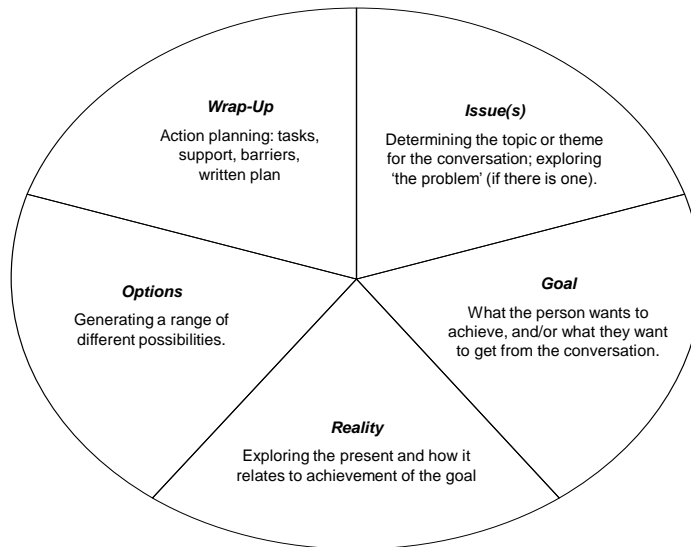 Wrap-Up
Action planning: tasks,
support, barriers,
written plan
Issue(s)
Determining the topic or theme
for the conversation; exploring
‘the problem’ (if there is one).
Goal
What the person wants to
achieve, and/or what they want
to get from the conversation.
Reality
Exploring the present and how it
relates to achievement of the goal
Options
Generating a range of
different possibilities.